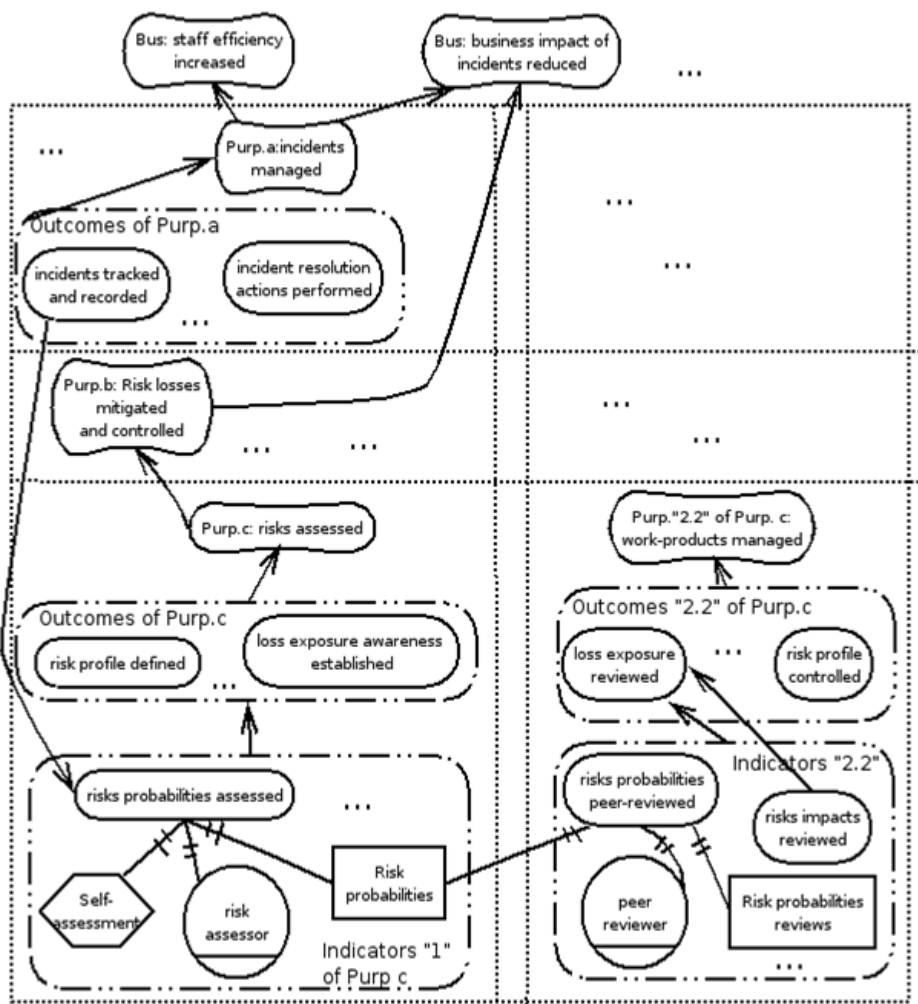 Bus: staff efficiency
increased
Bus: business impact of
incidents reduced
...
...
Purp.a:incidents
managed
...
...
Outcomes of Purp.a
incidents tracked
and recorded
incident resolution
actions performed
...
Purp.b: Risk losses
mitigated
and controlled
...
...
...
...
Purp.c: risks assessed
Purp."2.2" of Purp. c:
work-products managed
Outcomes of Purp.c
risk profile defined
...
loss exposure awareness
established
Outcomes "2.2" of Purp.c
loss exposure
reviewed
...
risk profile
controlled
risks probabilities assessed
...
Self-
assessment
risk
assessor
Risk
probabilities
Indicators "1"
of Purp c
Indicators "2.2"
risks probabilities
peer-reviewed
risks impacts
reviewed
peer
reviewer
Risk probabilities
reviews
...